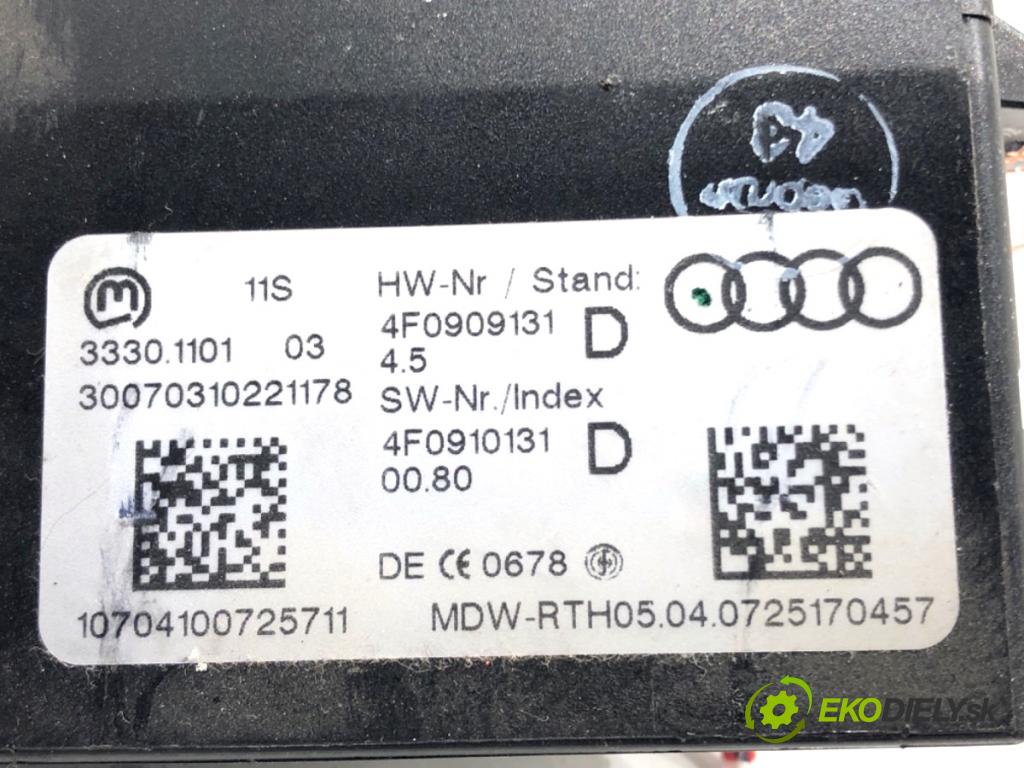 11S
3330.1101 03
30070310221178
HW-Nr / Stand:
4F0909131 D
4.5
SW-Nr./Index
4F0910131 D
00.80
DE CE 0678
10704100725711
MDW-RTH05.04.0725170457
EKODIELY.SK